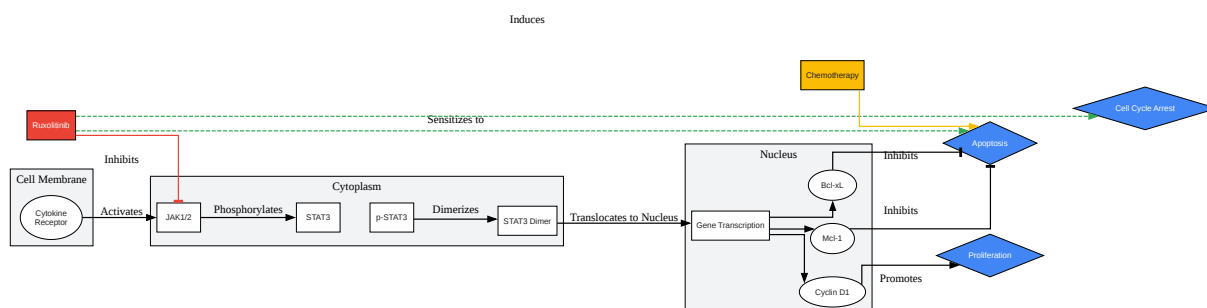 Induces
Chemotherapy
Cell Cycle Arrest
Ruxolitinib
Sensitizes to
Apoptosis
Inhibits
Nucleus
Inhibits
Cell Membrane
Cytoplasm
Bcl-xL
Cytokine
Receptor
Activates
JAK1/2
Phosphorylates
STAT3
p-STAT3
Dimerizes
STAT3 Dimer
Translocates to Nucleus
Gene Transcription
Inhibits
Mcl-1
Proliferation
Promotes
Cyclin D1